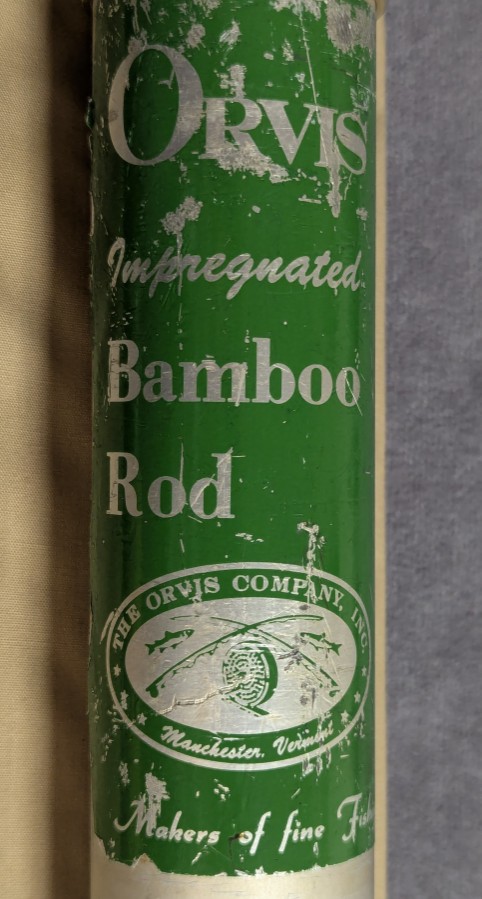 ORVIS
Impregnated
Bamboo
Rod
THE ORVIS COMPANY, INC.
Manchester, Vermont
Makers of fine